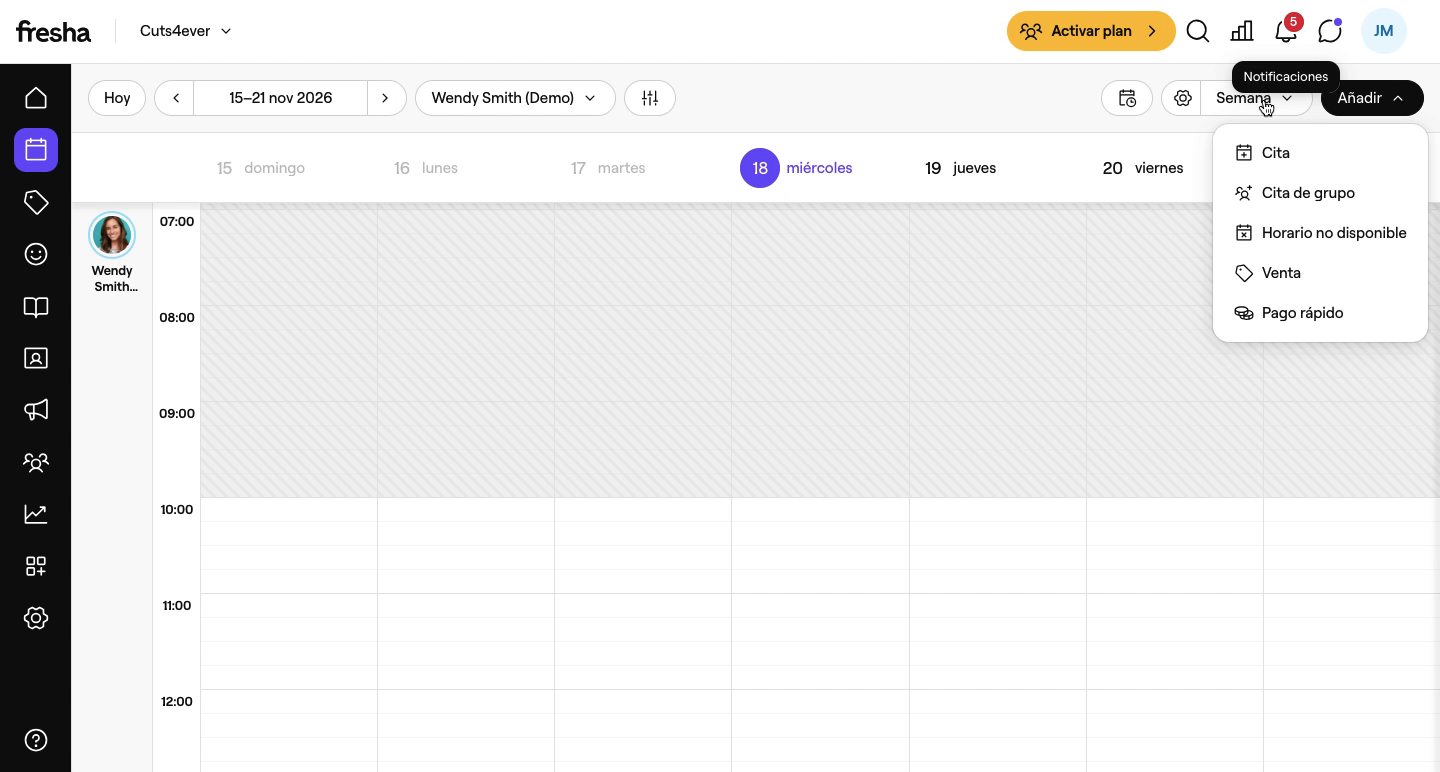 fresha
Cuts4ever
Activar plan
5
JM
Notificaciones
Hoy
15–21 nov 2026
Wendy Smith (Demo)
Semana
Añadir
15 domingo
16 lunes
17 martes
18 miércoles
19 jueves
20 viernes
Cita
Cita de grupo
Horario no disponible
Venta
Pago rápido
Wendy
Smith...
07:00
08:00
09:00
10:00
11:00
12:00